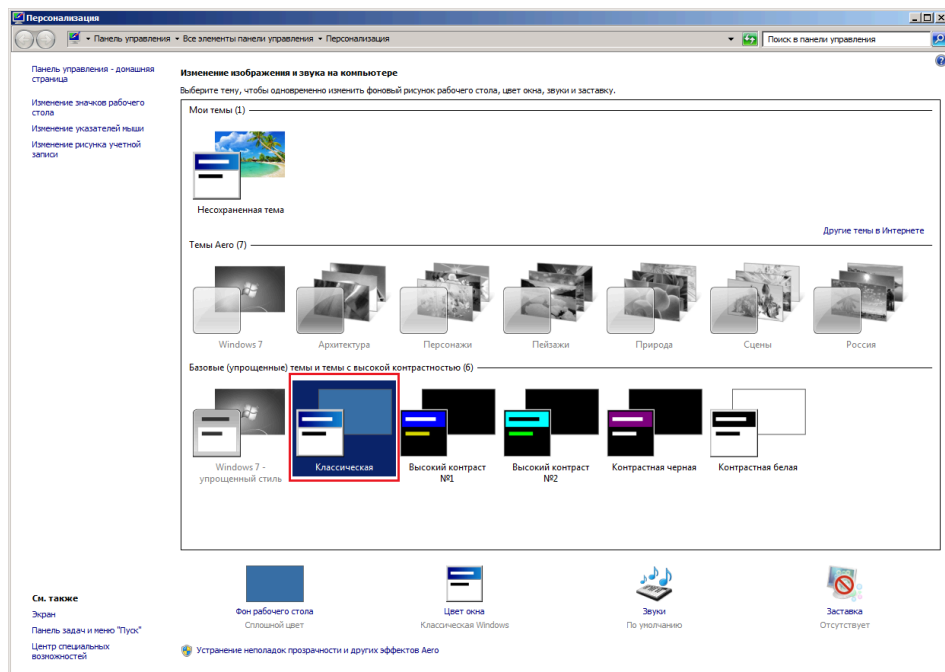 Персонализация
Панель управления
Все элементы панели управления
Персонализация
Поиск в панели управления
Панель управления - домашняя
страница
Изменение значков рабочего
стола
Изменение указателей мыши
Изменение рисунка учетной
записи
Изменение изображения и звука на компьютере
Выберите тему, чтобы одновременно изменить фоновый рисунок рабочего стола, цвет окна, звуки и заставку.
Мои темы (1)
Несохраненная тема
Другие темы в Интернете
Темы Aero (7)
Windows 7
Архитектура
Персонажи
Пейзажи
Природа
Сцены
Россия
Базовые (упрощенные) темы и темы с высокой контрастностью (6)
Windows 7 -
упрощенный стиль
Классическая
Высокий контраст
№1
Высокий контраст
№2
Контрастная черная
Контрастная белая
Фон рабочего стола
Сплошной цвет
Цвет окна
Классическая Windows
Звуки
По умолчанию
Заставка
Отсутствует
См. также
Экран
Панель задач и меню "Пуск"
Центр специальных
возможностей
Устранение неполадок прозрачности и других эффектов Aero